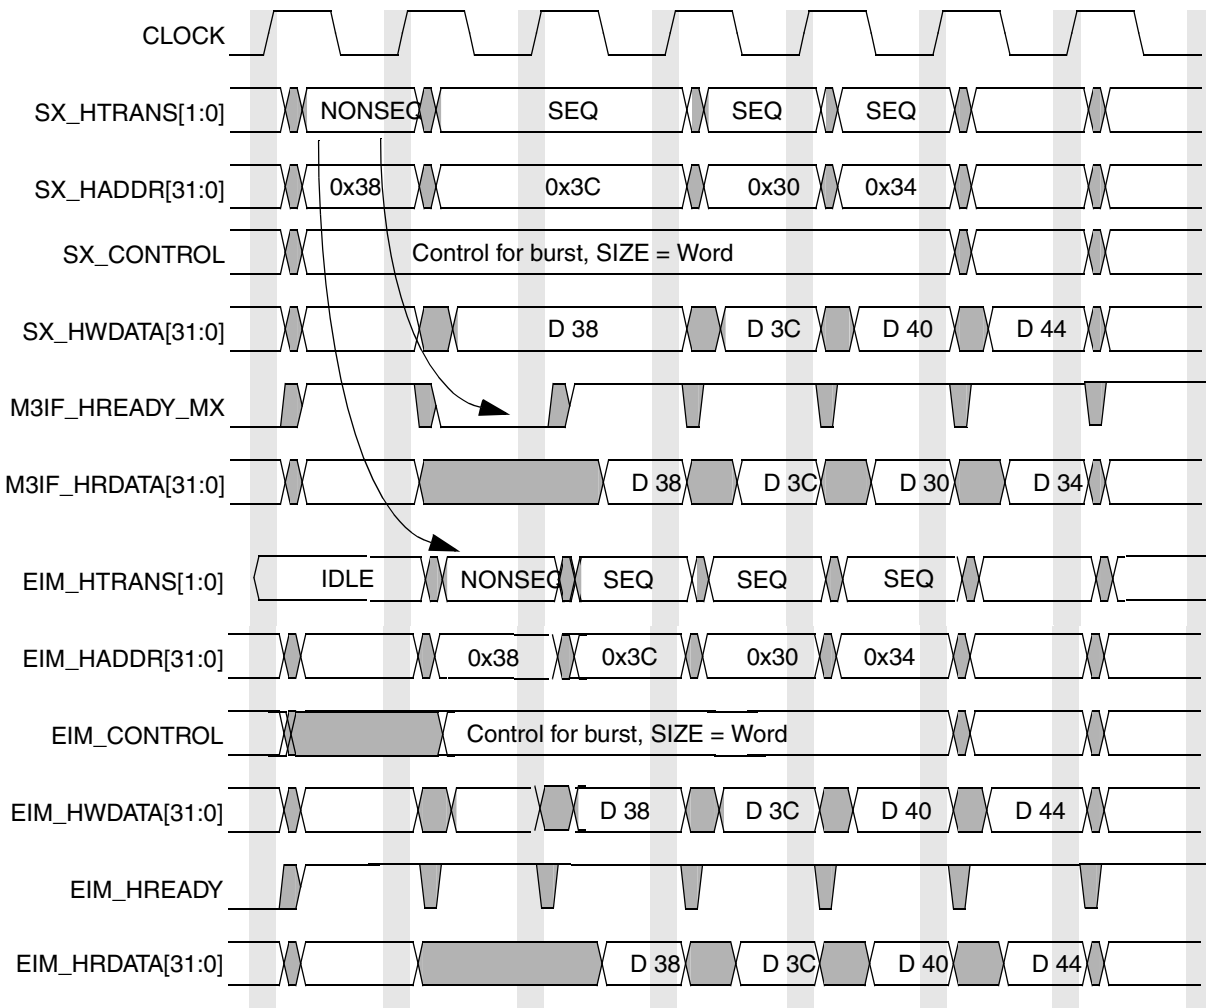 CLOCK
SX_HTRANS[1:0] NONSEQ SEQ SEQ SEQ
SX_HADDR[31:0] 0x38 0x3C 0x30 0x34
SX_CONTROL Control for burst, SIZE = Word
SX_HWDATA[31:0] D 38 D 3C D 40 D 44
M3IF_HREADY_MX
M3IF_HRDATA[31:0] D 38 D 3C D 30 D 34
EIM_HTRANS[1:0] IDLE NONSEQ SEQ SEQ SEQ
EIM_HADDR[31:0] 0x38 0x3C 0x30 0x34
EIM_CONTROL Control for burst, SIZE = Word
EIM_HWDATA[31:0] D 38 D 3C D 40 D 44
EIM_HREADY
EIM_HRDATA[31:0] D 38 D 3C D 40 D 44